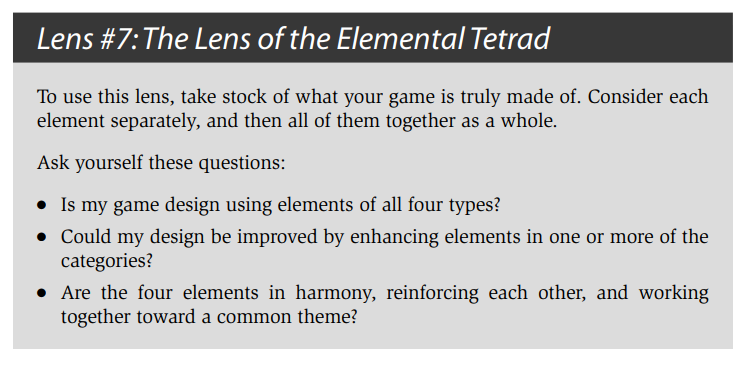 Lens #7: The Lens of the Elemental Tetrad
To use this lens, take stock of what your game is truly made of. Consider each
element separately, and then all of them together as a whole.
Ask yourself these questions:
• Is my game design using elements of all four types?
• Could my design be improved by enhancing elements in one or more of the
categories?
• Are the four elements in harmony, reinforcing each other, and working
together toward a common theme?